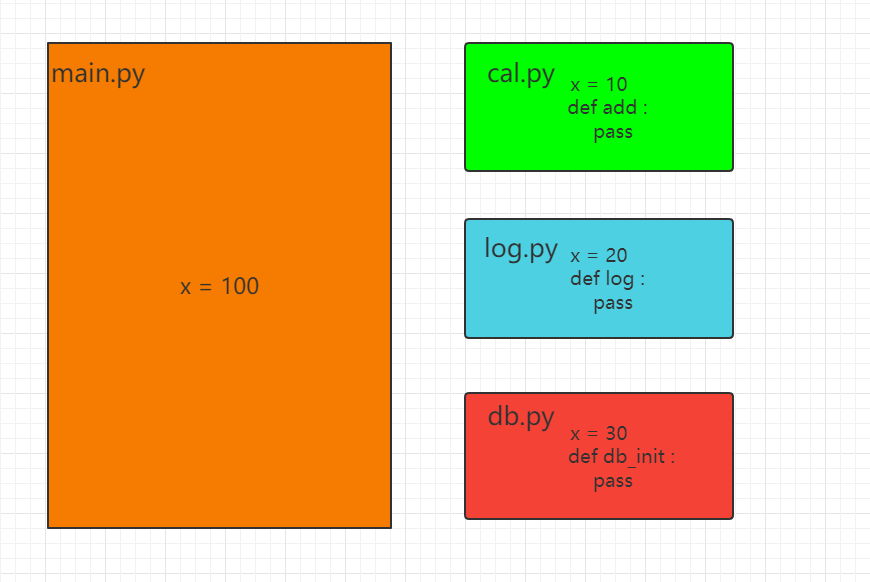 main.py
x = 100
cal.py
x = 10
def add :
pass
log.py
x = 20
def log :
pass
db.py
x = 30
def db_init :
pass